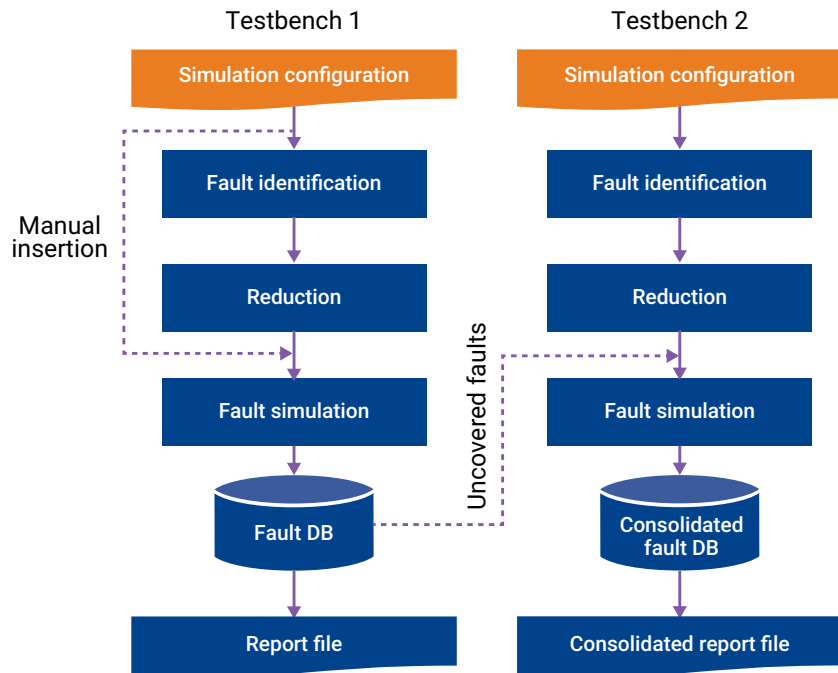 Testbench 1
Simulation configuration
Fault identification
Manual
insertion
Reduction
Fault simulation
Fault DB
Report file
Uncovered faults
Testbench 2
Simulation configuration
Fault identification
Reduction
Fault simulation
Consolidated
fault DB
Consolidated report file